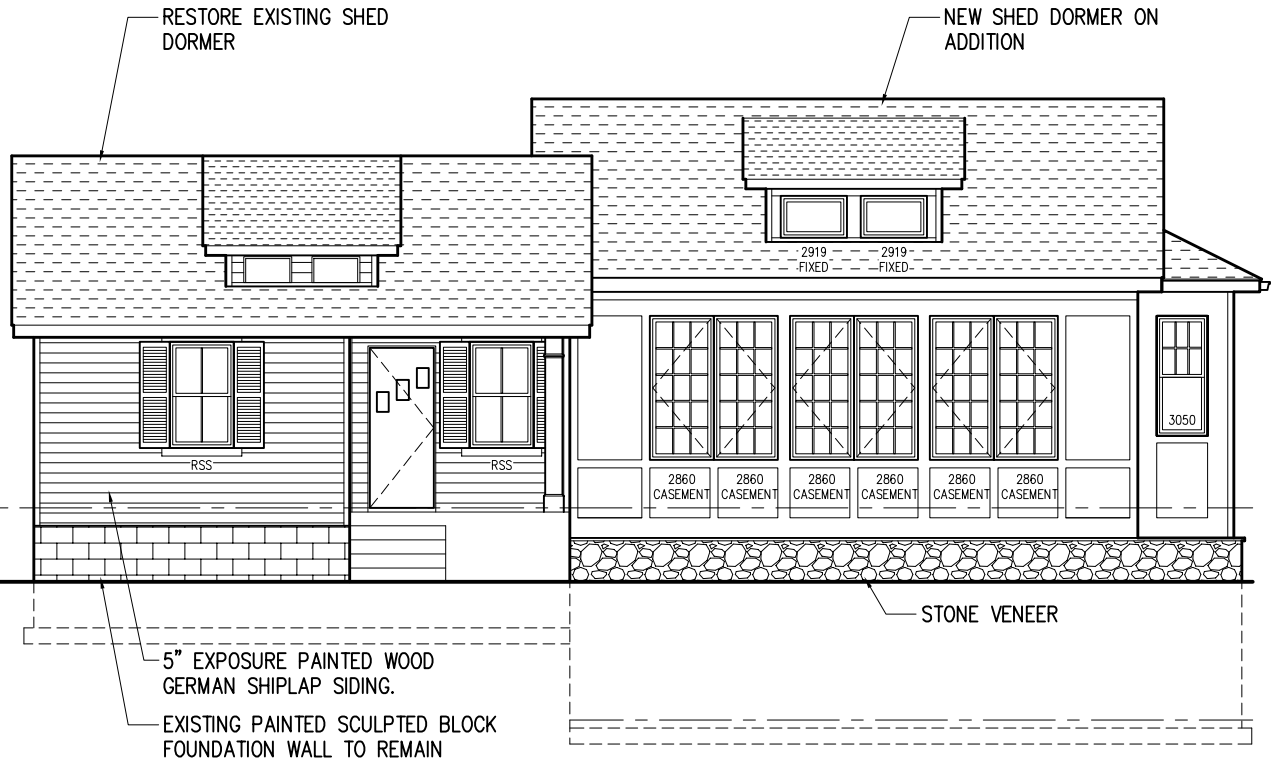 RESTORE EXISTING SHED
DORMER
NEW SHED DORMER ON
ADDITION
2919
FIXED
2919
FIXED
3050
RSS
RSS
2860
CASEMENT
2860
CASEMENT
2860
CASEMENT
2860
CASEMENT
2860
CASEMENT
2860
CASEMENT
STONE VENEER
5” EXPOSURE PAINTED WOOD
GERMAN SHIPLAP SIDING.
EXISTING PAINTED SCULPTED BLOCK
FOUNDATION WALL TO REMAIN